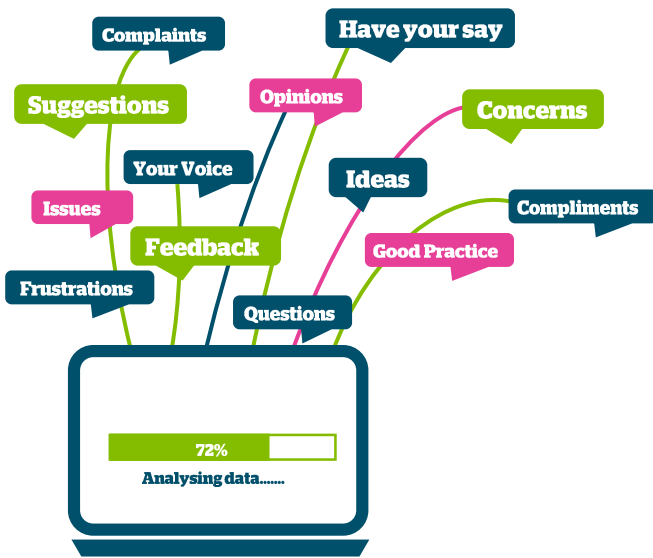 Complaints
Have your say
Suggestions
Opinions
Concerns
Your Voice
Ideas
Issues
Compliments
Feedback
Good Practice
Frustrations
Questions
72%
Analysing data.......